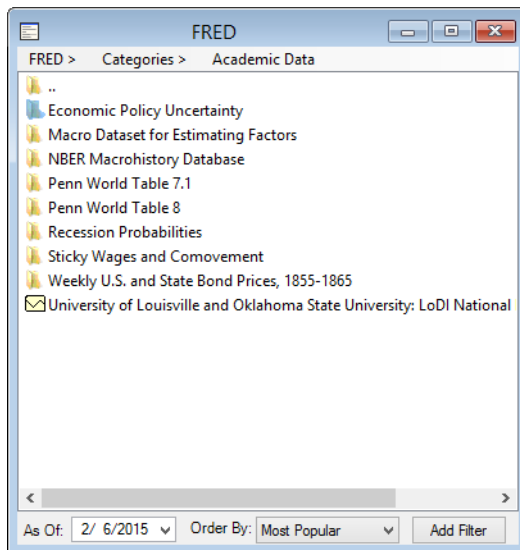 FRED
FRED > Categories > Academic Data
..
Economic Policy Uncertainty
Macro Dataset for Estimating Factors
NBER Macrohistory Database
Penn World Table 7.1
Penn World Table 8
Recession Probabilities
Sticky Wages and Comovement
Weekly U.S. and State Bond Prices, 1855-1865
University of Louisville and Oklahoma State University: LoDI National
As Of: 2/ 6/2015 Order By: Most Popular Add Filter